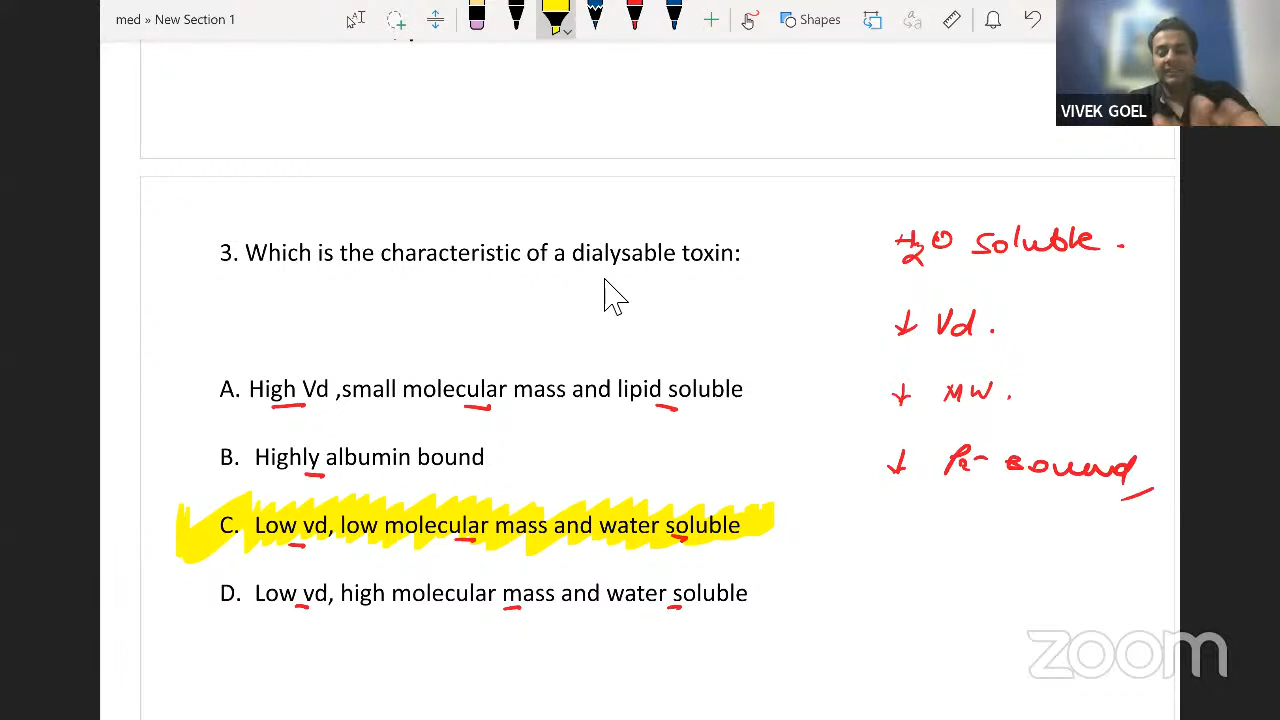 med » New Section 1
Shapes
VIVEK GOEL
3. Which is the characteristic of a dialysable toxin:
H2O soluble.
↓ Vd.
A. High Vd ,small molecular mass and lipid soluble
↓ MW.
B. Highly albumin bound
↓ Pr- Bound
C. Low vd, low molecular mass and water soluble
D. Low vd, high molecular mass and water soluble
zoom